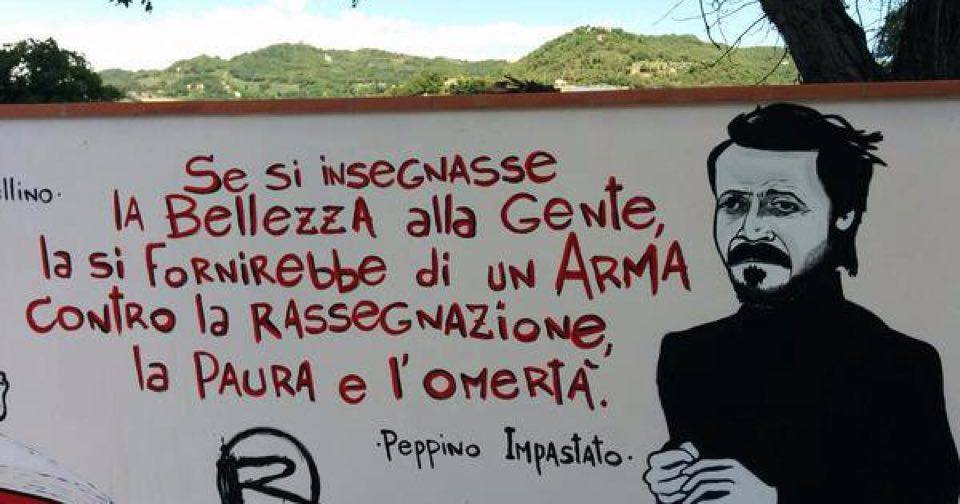 Se si insegnasse
la Bellezza alla Gente,
la si fornirebbe di un Arma
contro la rassegnazione,
la paura e l'omertà.
·Peppino Impastato·
llino.
R